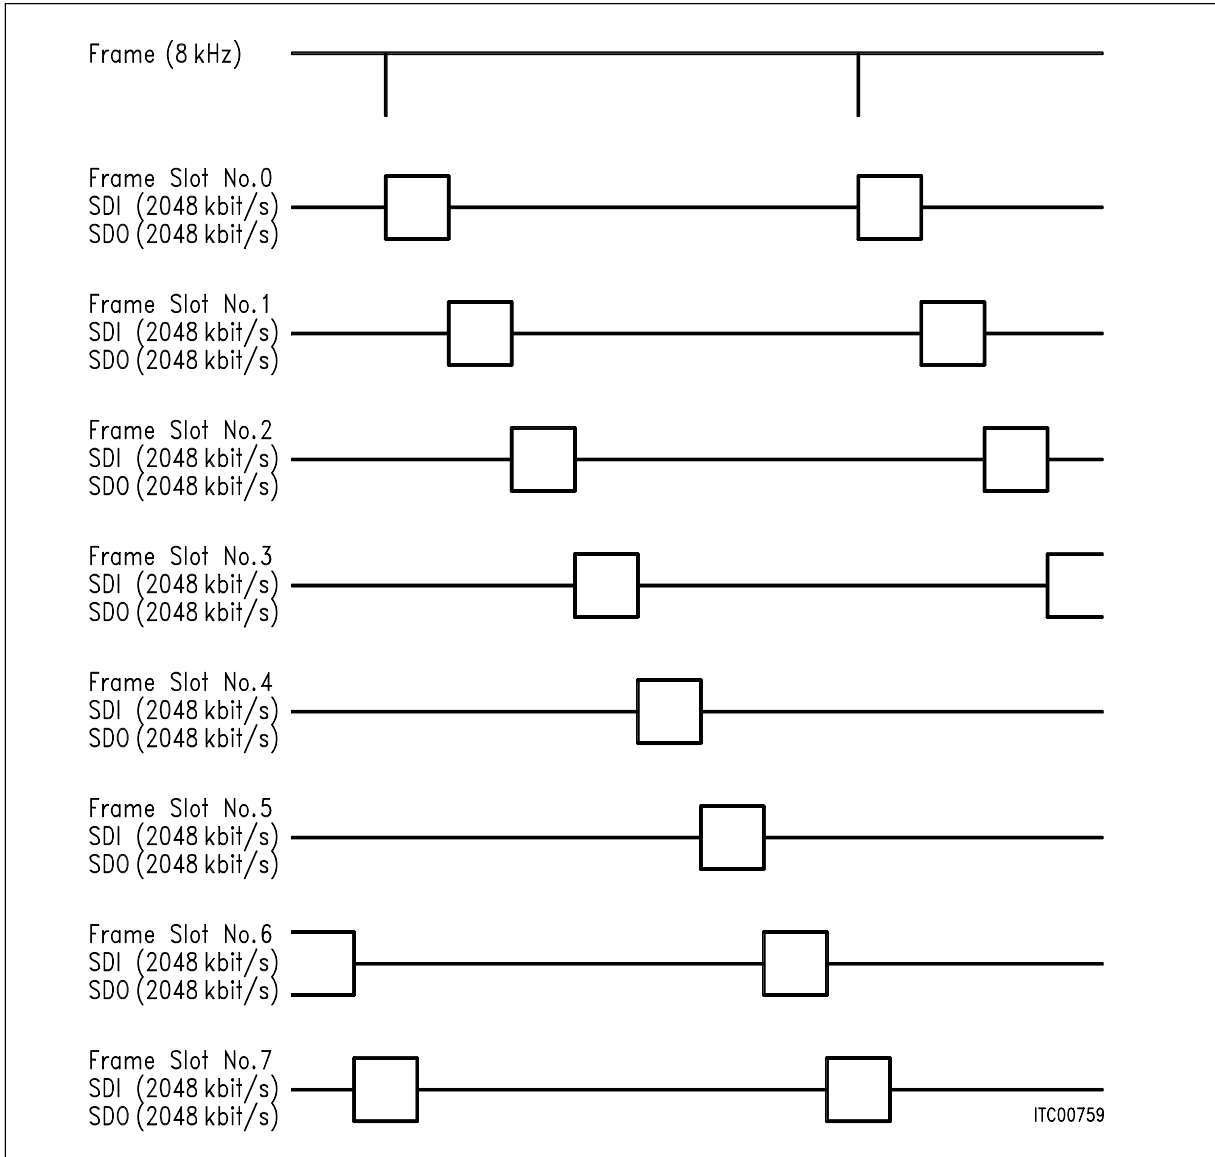 Frame (8 kHz)
Frame Slot No.0
SDI (2048 kbit/s)
SDO (2048 kbit/s)
Frame Slot No.1
SDI (2048 kbit/s)
SDO (2048 kbit/s)
Frame Slot No.2
SDI (2048 kbit/s)
SDO (2048 kbit/s)
Frame Slot No.3
SDI (2048 kbit/s)
SDO (2048 kbit/s)
Frame Slot No.4
SDI (2048 kbit/s)
SDO (2048 kbit/s)
Frame Slot No.5
SDI (2048 kbit/s)
SDO (2048 kbit/s)
Frame Slot No.6
SDI (2048 kbit/s)
SDO (2048 kbit/s)
Frame Slot No.7
SDI (2048 kbit/s)
SDO (2048 kbit/s)
ITC00759